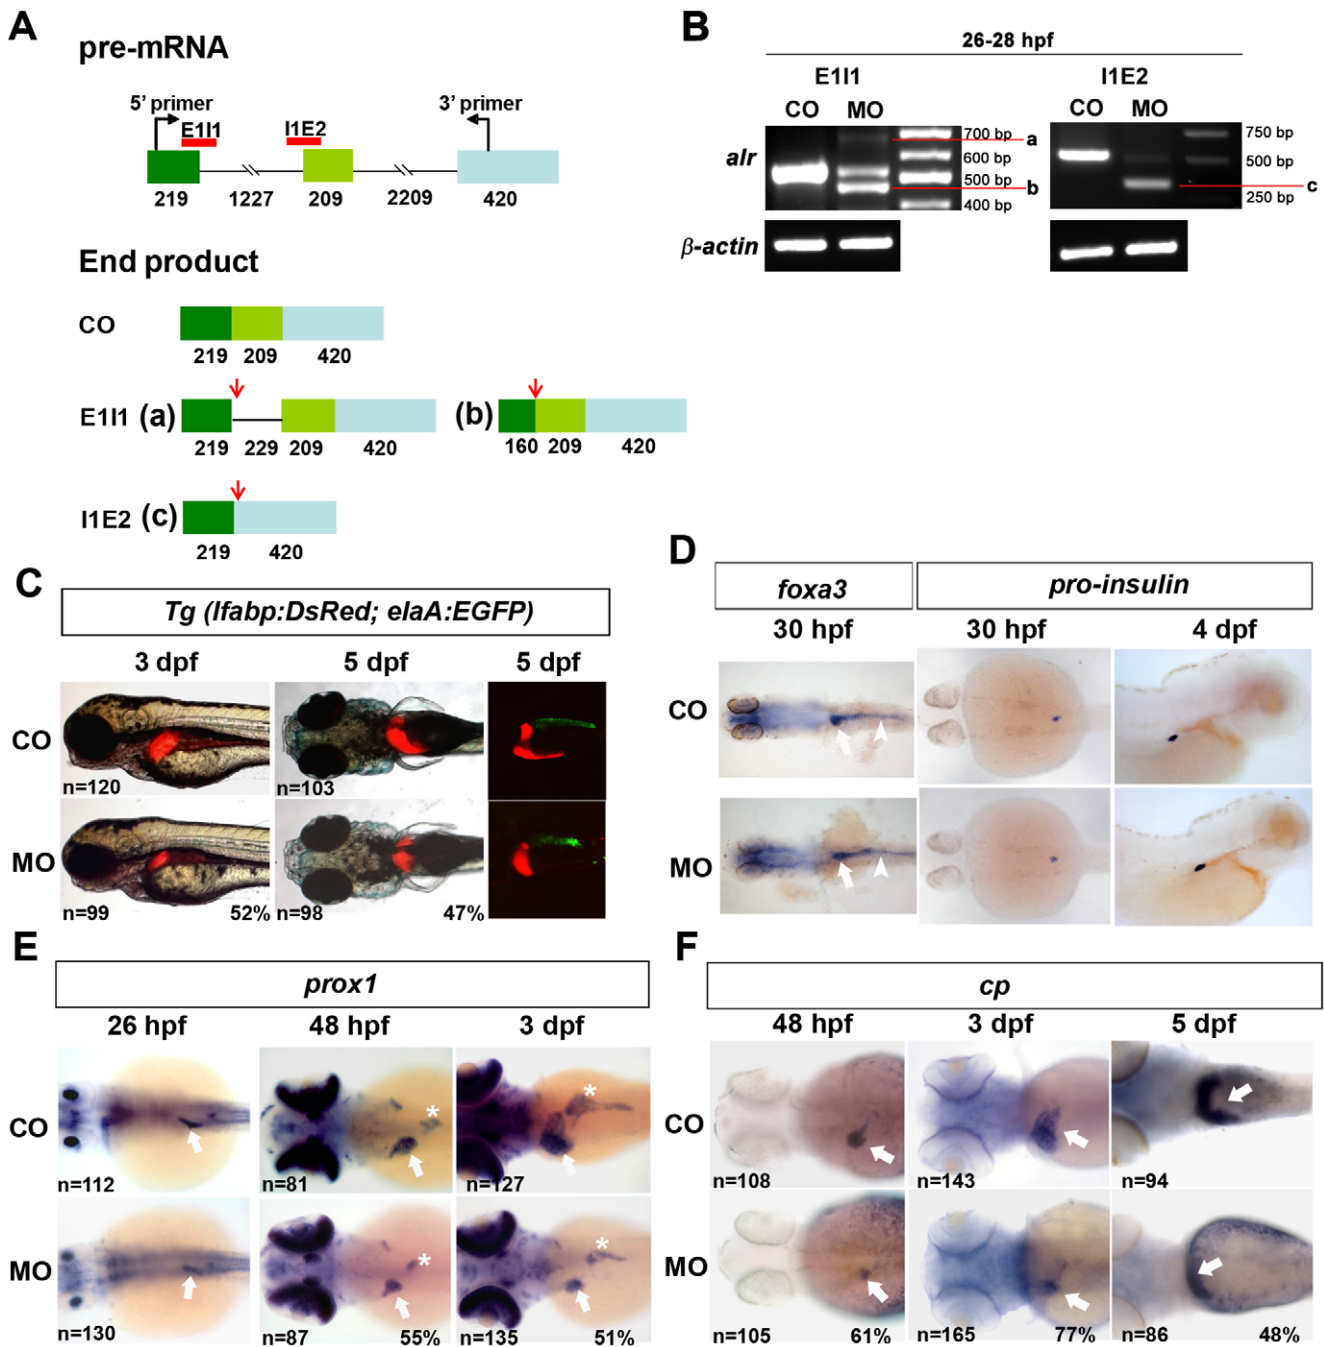 A
pre-mRNA
5' primer
3' primer
E1I1
I1E2
219
1227
209
2209
420
End product
CO
219 209 420
E1I1 (a)
219 229 209 420
(b)
160 209 420
I1E2 (c)
219 420
B
26-28 hpf
E1I1
I1E2
CO MO
CO MO
alr
700 bp
600 bp
500 bp
400 bp
a
b
750 bp
500 bp
250 bp
c
β-actin
C
Tg (lfabp:DsRed; elaA:EGFP)
3 dpf 5 dpf 5 dpf
CO
n=120
n=103
MO
n=99
52%
n=98
47%
D
foxa3
pro-insulin
30 hpf 30 hpf 4 dpf
CO
MO
E
prox1
26 hpf 48 hpf 3 dpf
CO
*
*
n=112
n=81
n=127
MO
*
*
n=130
n=87
55%
n=135
51%
F
cp
48 hpf 3 dpf 5 dpf
CO
n=108
n=143
n=94
MO
n=105
61%
n=165
77%
n=86
48%